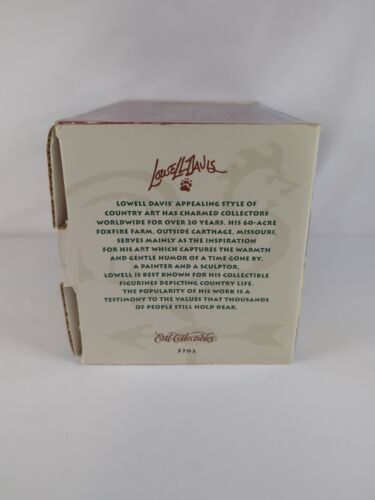 Lowell Davis
LOWELL DAVIS' APPEALING STYLE OF
COUNTRY ART HAS CHARMED COLLECTORS
WORLDWIDE FOR OVER 20 YEARS. HIS 60-ACRE
FOXFIRE FARM, OUTSIDE CARTHAGE, MISSOURI,
SERVES MAINLY AS THE INSPIRATION
FOR HIS ART WHICH CAPTURES THE WARMTH
AND GENTLE HUMOR OF A TIME GONE BY.
A PAINTER AND A SCULPTOR,
LOWELL IS BEST KNOWN FOR HIS COLLECTIBLE
FIGURINES DEPICTING COUNTRY LIFE.
THE POPULARITY OF HIS WORK IS A
TESTIMONY TO THE VALUES THAT THOUSANDS
OF PEOPLE STILL HOLD DEAR.
Ertl Collectibles
5702